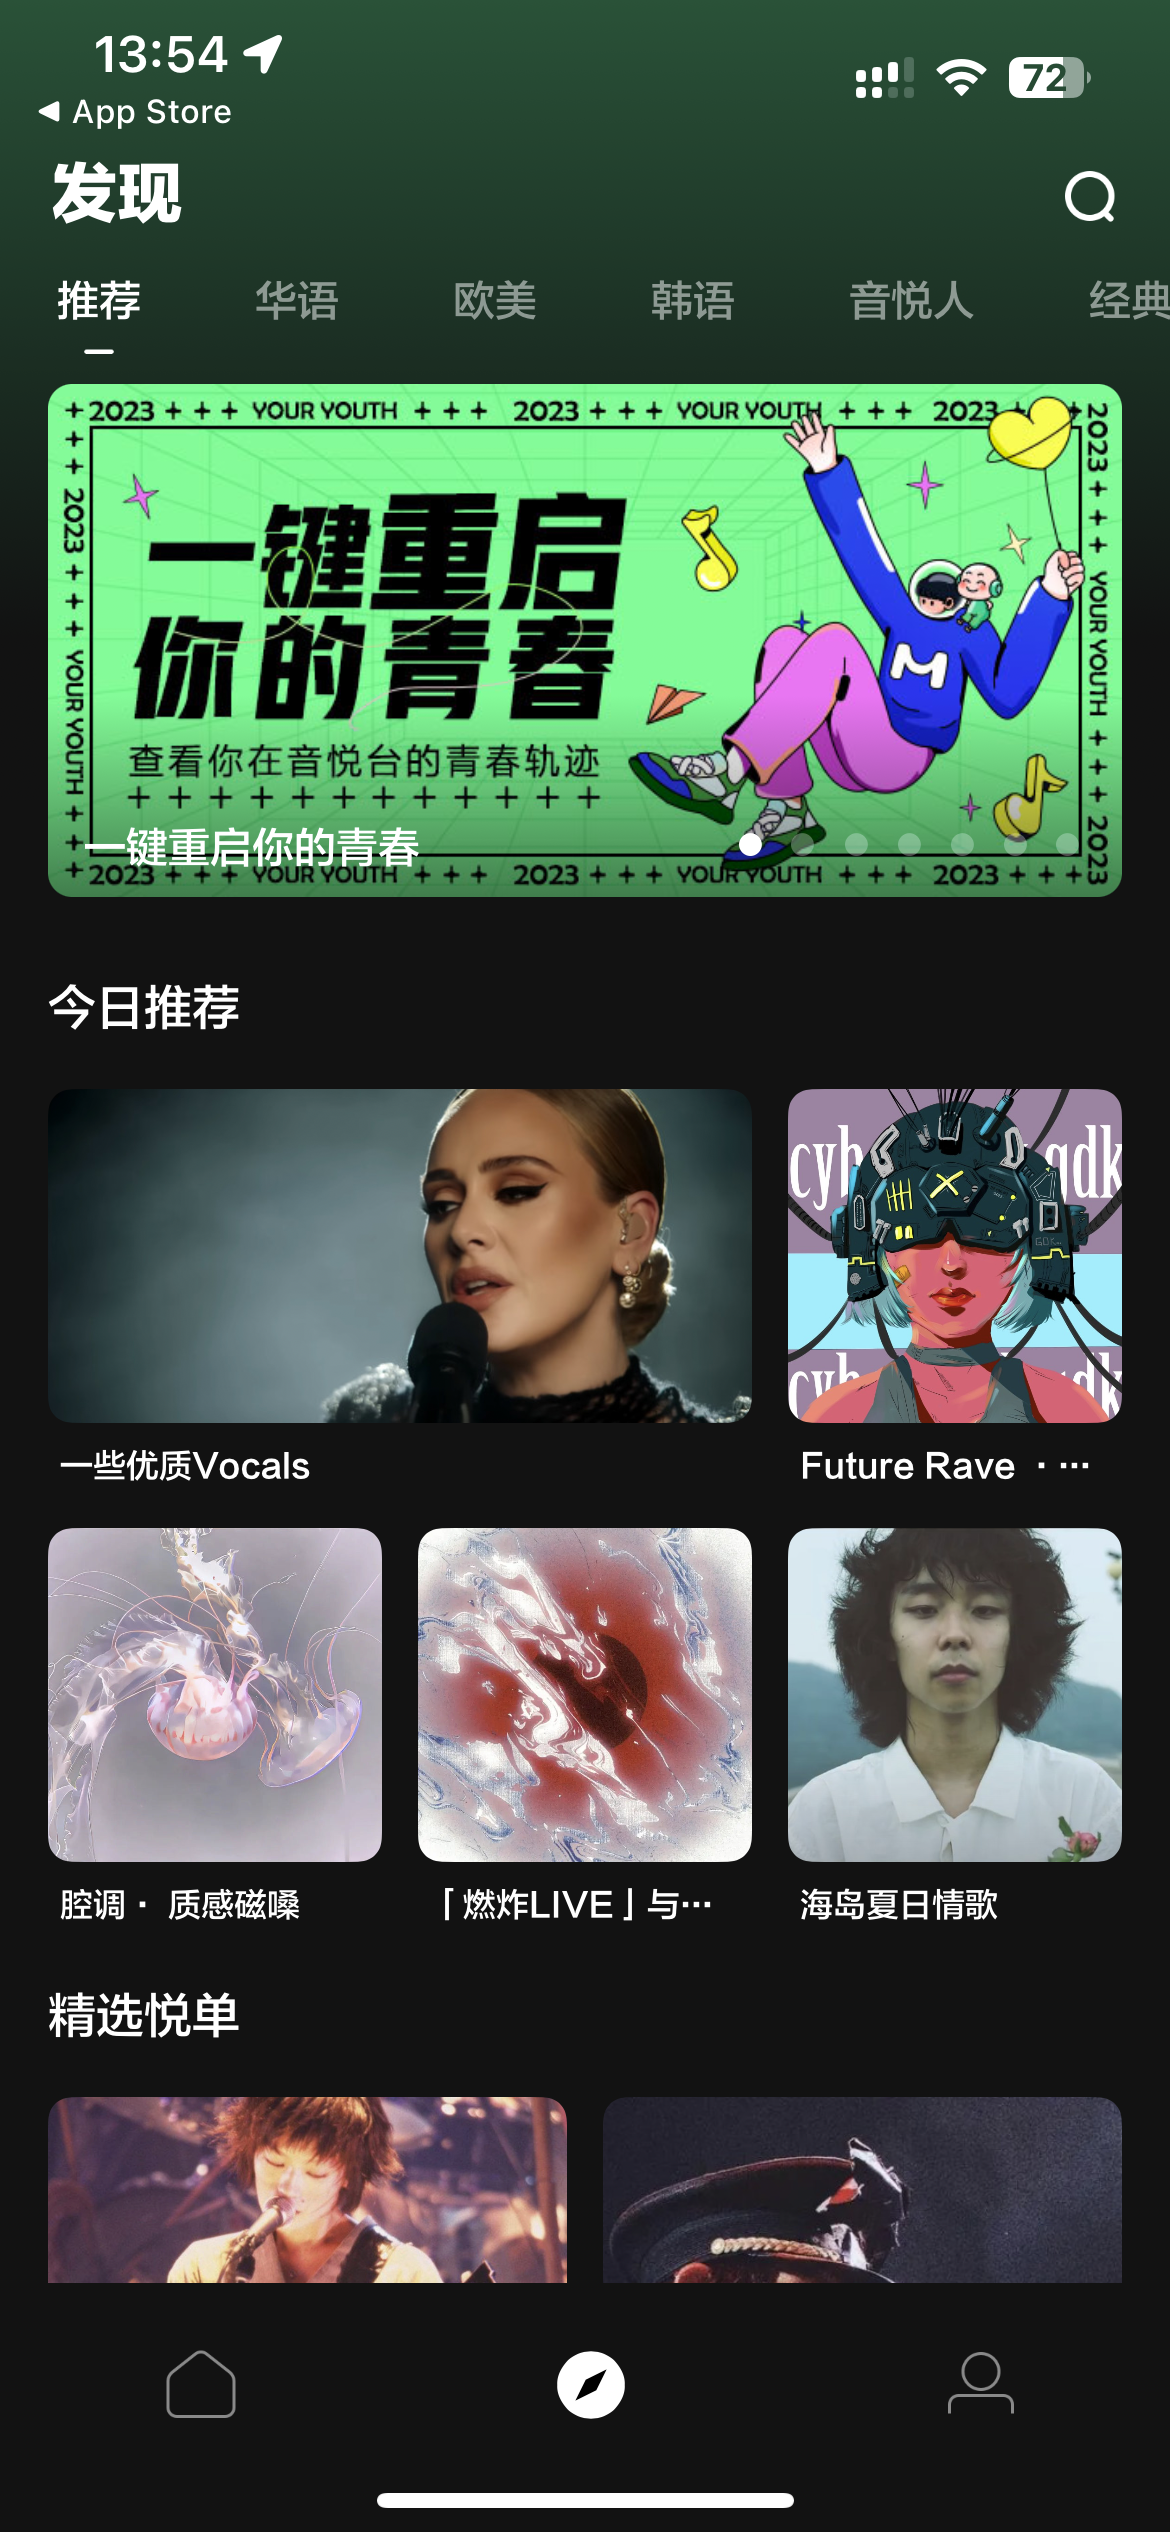 13:54
72
App Store
发现
推荐 华语 欧美 韩语 音悦人 经典
+ 2023 + + + YOUR YOUTH + + + 2023 + + + YOUR YOUTH + + + 2023 + + +
2023 + + + YOUR YOUTH + + + 2023
+ + + 2023 + + + YOUR YOUTH + + +
一键重启
你的青春
M
查看你在音悦台的青春轨迹
+ + + + + + + + + + + +
一键重启你的青春
2023 + + + YOUR YOUTH + + + 2023 + + + YOUR YOUTH + + + 2023 + + +
今日推荐
cyb gdk
cyb gdk
一些优质Vocals
Future Rave · ···
腔调 · 质感磁嗓
「 燃炸LIVE 」与···
海岛夏日情歌
精选悦单